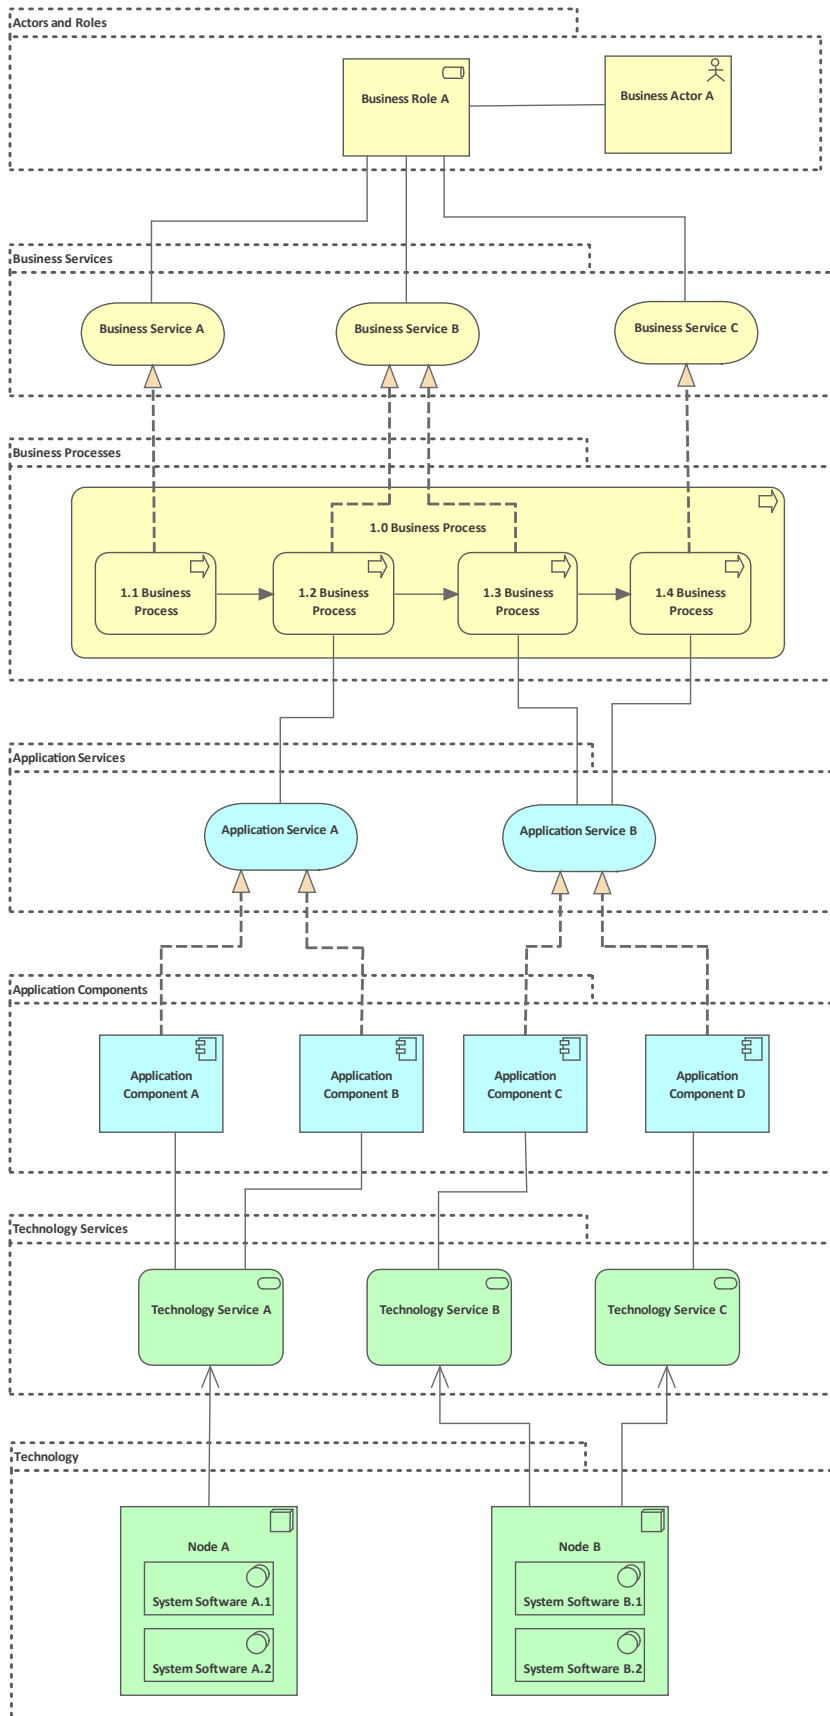 Actors and Roles
Business Role A
Business Actor A
Business Services
Business Service A
Business Service B
Business Service C
Business Processes
1.0 Business Process
1.1 Business
Process
1.2 Business
Process
1.3 Business
Process
1.4 Business
Process
Application Services
Application Service A
Application Service B
Application Components
Application
Component A
Application
Component B
Application
Component C
Application
Component D
Technology Services
Technology Service A
Technology Service B
Technology Service C
Technology
Node A
System Software A.1
System Software A.2
Node B
System Software B.1
System Software B.2